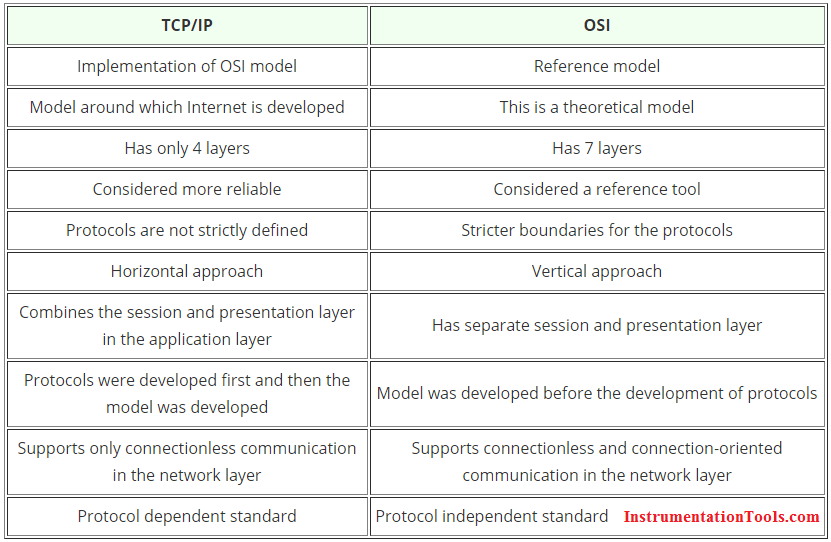 TCP/IP OSI
Implementation of OSI model Reference model
Model around which Internet is developed This is a theoretical model
Has only 4 layers Has 7 layers
Considered more reliable Considered a reference tool
Protocols are not strictly defined Stricter boundaries for the protocols
Horizontal approach Vertical approach
Combines the session and presentation layer
in the application layer
Has separate session and presentation layer
Protocols were developed first and then the
model was developed
Model was developed before the development of protocols
Supports only connectionless communication
in the network layer
Supports connectionless and connection-oriented
communication in the network layer
Protocol dependent standard Protocol independent standard InstrumentationTools.com